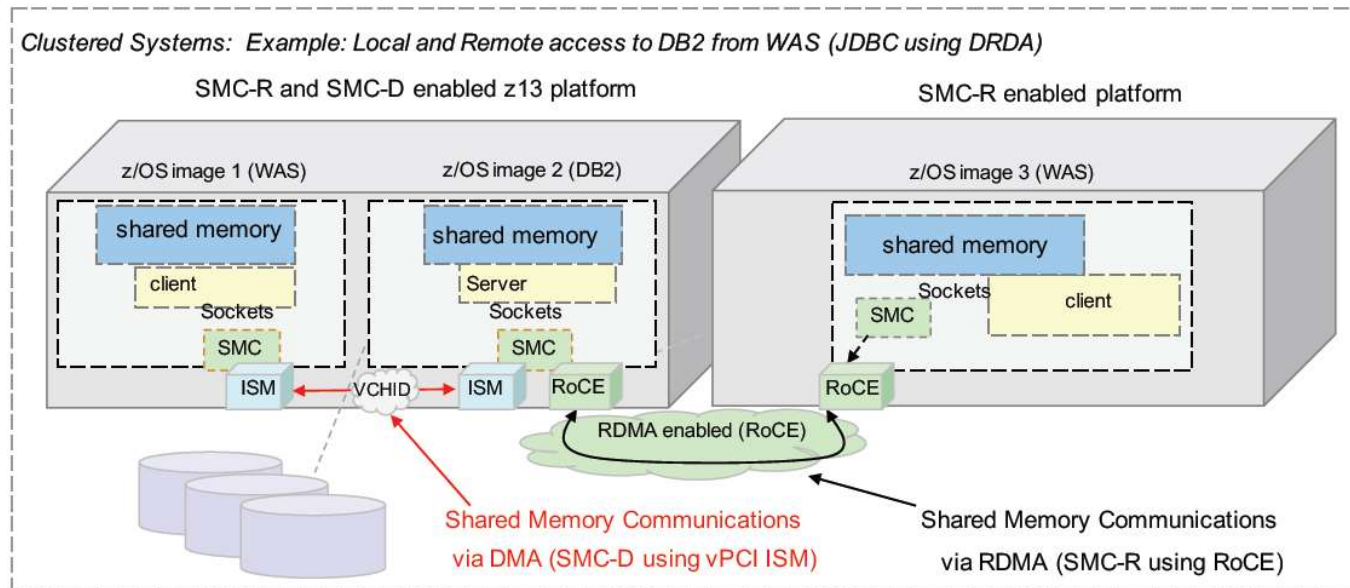 Clustered Systems: Example: Local and Remote access to DB2 from WAS (JDBC using DRDA)
SMC-R and SMC-D enabled z13 platform
SMC-R enabled platform
z/OS image 1 (WAS)
z/OS image 2 (DB2)
z/OS image 3 (WAS)
shared memory
shared memory
shared memory
client
Server
client
Sockets
Sockets
Sockets
SMC
SMC
SMC
ISM
VCHID
ISM
RoCE
RoCE
RDMA enabled (RoCE)
Shared Memory Communications
via DMA (SMC-D using vPCI ISM)
Shared Memory Communications
via RDMA (SMC-R using RoCE)